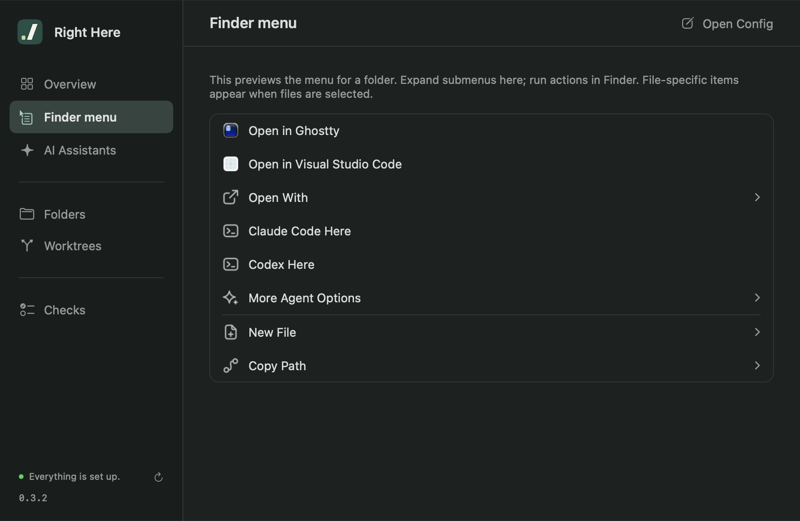 Right Here
Overview
Finder menu
AI Assistants
Folders
Worktrees
Checks
Everything is set up.
0.3.2
Finder menu
Open Config
This previews the menu for a folder. Expand submenus here; run actions in Finder. File-specific items
appear when files are selected.
Open in Ghostty
Open in Visual Studio Code
Open With
Claude Code Here
Codex Here
More Agent Options
New File
Copy Path